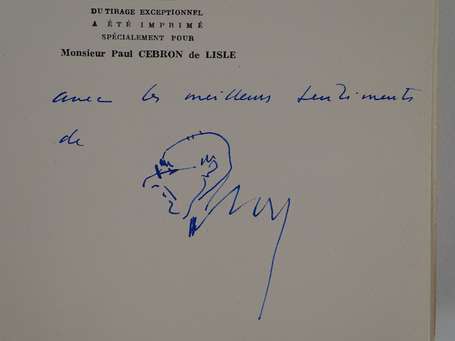 DU TIRAGE EXCEPTIONNEL
A ÉTÉ IMPRIMÉ
SPÉCIALEMENT POUR
Monsieur Paul CEBRON de LISLE
avec les meilleurs sentiments
de